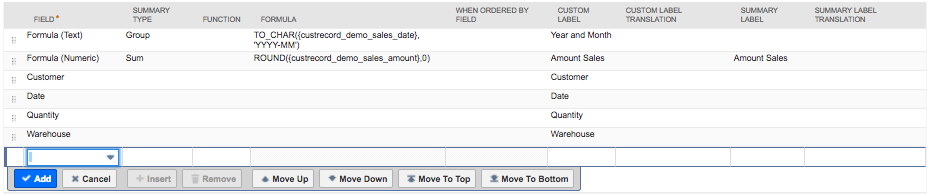 FIELD * SUMMARY TYPE FUNCTION FORMULA WHEN ORDERED BY FIELD CUSTOM LABEL CUSTOM LABEL TRANSLATION SUMMARY LABEL SUMMARY LABEL TRANSLATION
Formula (Text) Group TO_CHAR({custrecord_demo_sales_date}, 'YYYY-MM') Year and Month
Formula (Numeric) Sum ROUND({custrecord_demo_sales_amount},0) Amount Sales Amount Sales
Customer Customer
Date Date
Quantity Quantity
Warehouse Warehouse
Add Cancel Insert Remove Move Up Move Down Move To Top Move To Bottom